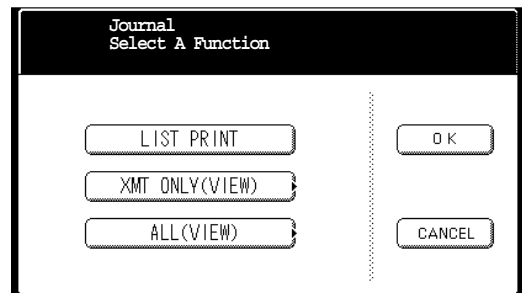 Journal
Select A Function
LIST PRINT
OK
XMT ONLY(VIEW)
ALL(VIEW)
CANCEL